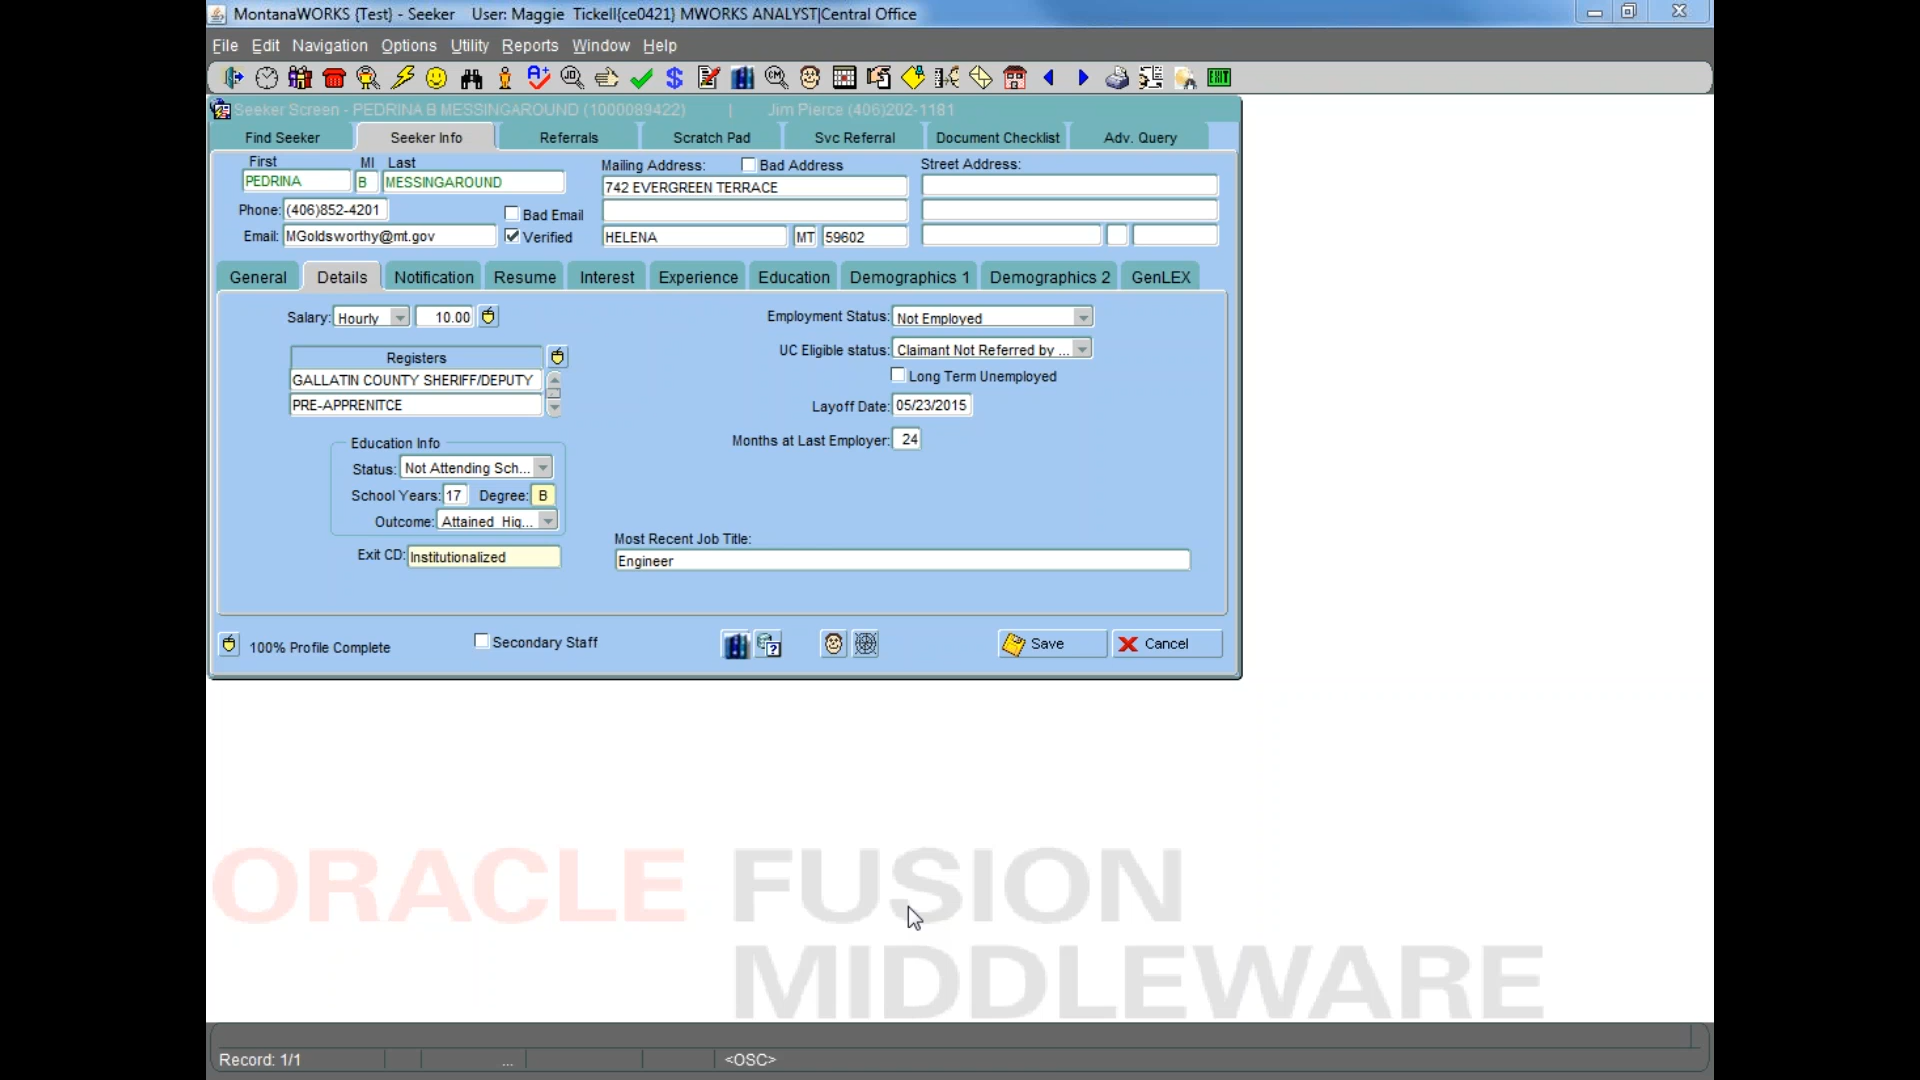 MontanaWORKS {Test} - Seeker User: Maggie Tickell{ce0421} MWORKS ANALYST|Central Office
File Edit Navigation Options Utility Reports Window Help
EXIT
Seeker Screen - PEDRINA B MESSINGAROUND (1000089422) | Jim Pierce (406)202-1181
Find Seeker Seeker Info Referrals Scratch Pad Svc Referral Document Checklist Adv. Query
First MI Last
PEDRINA B MESSINGAROUND
Phone: (406)852-4201 Bad Email
Email: MGoldsworthy@mt.gov Verified
Mailing Address: Bad Address
742 EVERGREEN TERRACE
HELENA MT 59602
Street Address:
General Details Notification Resume Interest Experience Education Demographics 1 Demographics 2 GenLEX
Salary: Hourly 10.00
Registers
GALLATIN COUNTY SHERIFF/DEPUTY
PRE-APPRENITCE
Education Info
Status: Not Attending Sch...
School Years: 17 Degree: B
Outcome: Attained Hig...
Exit CD: Institutionalized
Employment Status: Not Employed
UC Eligible status: Claimant Not Referred by ...
Long Term Unemployed
Layoff Date: 05/23/2015
Months at Last Employer: 24
Most Recent Job Title:
Engineer
100% Profile Complete Secondary Staff Save Cancel
ORACLE FUSION
MIDDLEWARE
Record: 1/1 ... <OSC>